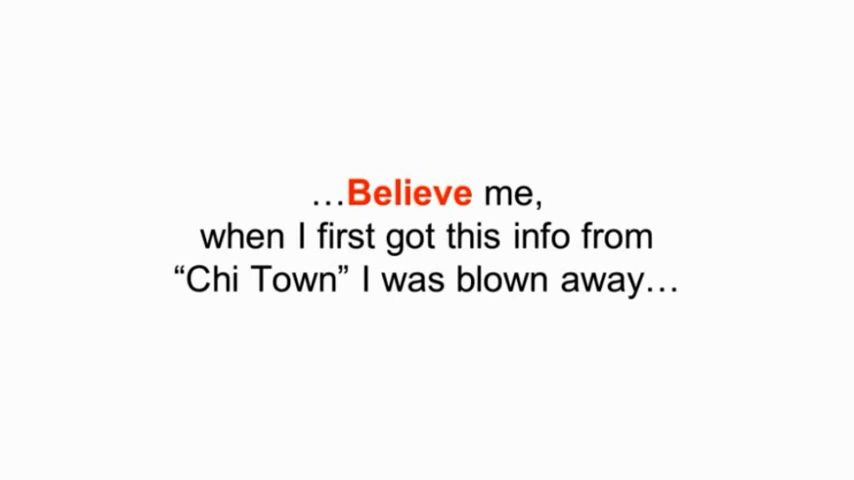 …Believe me,
when I first got this info from
“Chi Town” I was blown away…